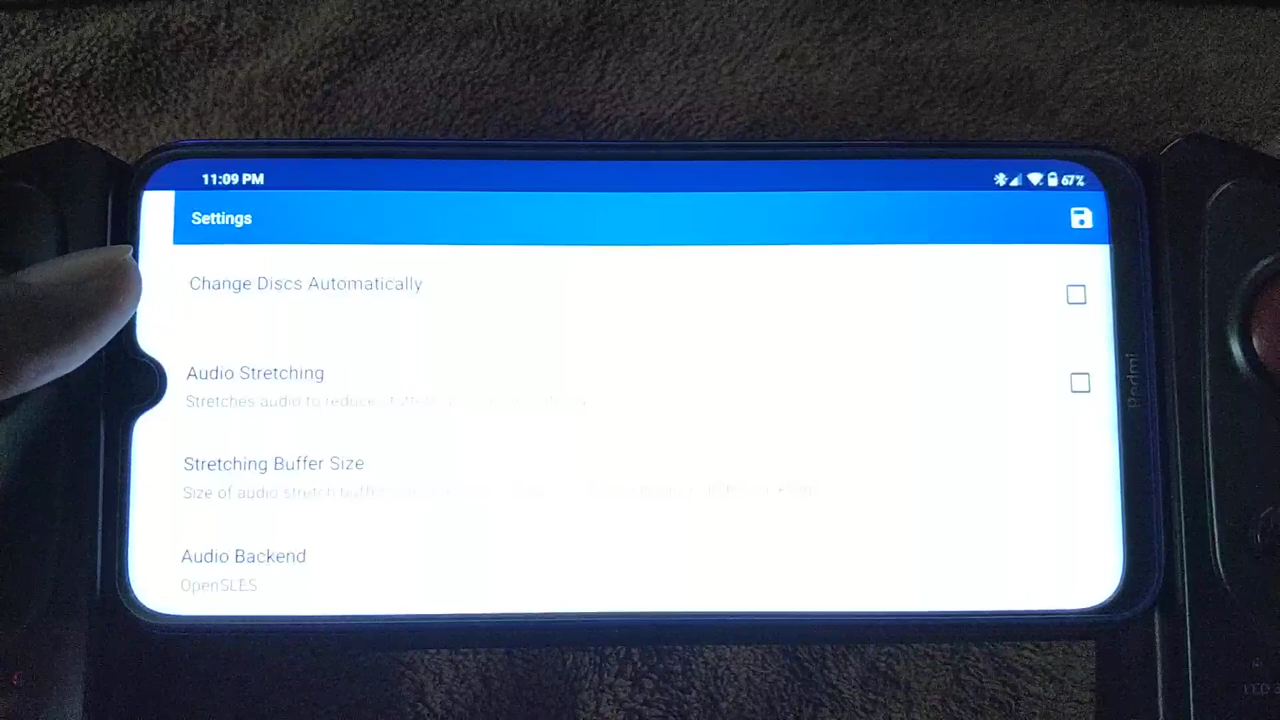 11:09 PM
67%
Settings
Change Discs Automatically
Audio Stretching
Stretches audio to reduce
Stretching Buffer Size
Size of audio stretch
Audio Backend
OpenSLES
Redmi
LED